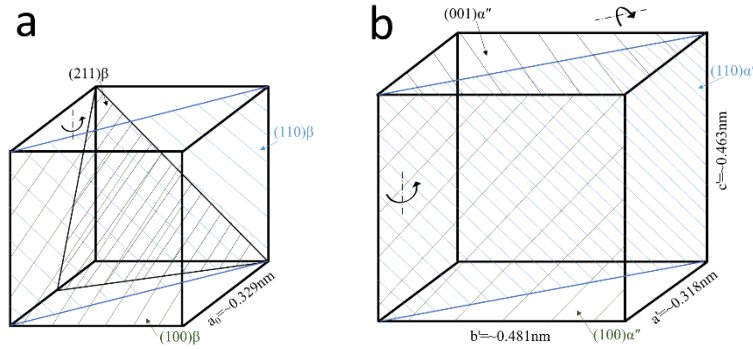 a
(211)β
(110)β
a₀=~0.329nm
(100)β
b
(001)α″
(110)α″
c'=~0.463nm
a'=~0.318nm
b'=~0.481nm
(100)α″